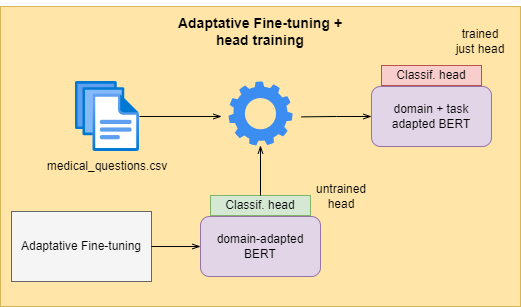 Adaptative Fine-tuning +
head training
trained
just head
Classif. head
domain + task
adapted BERT
medical_questions.csv
untrained
head
Classif. head
Adaptative Fine-tuning
domain-adapted
BERT